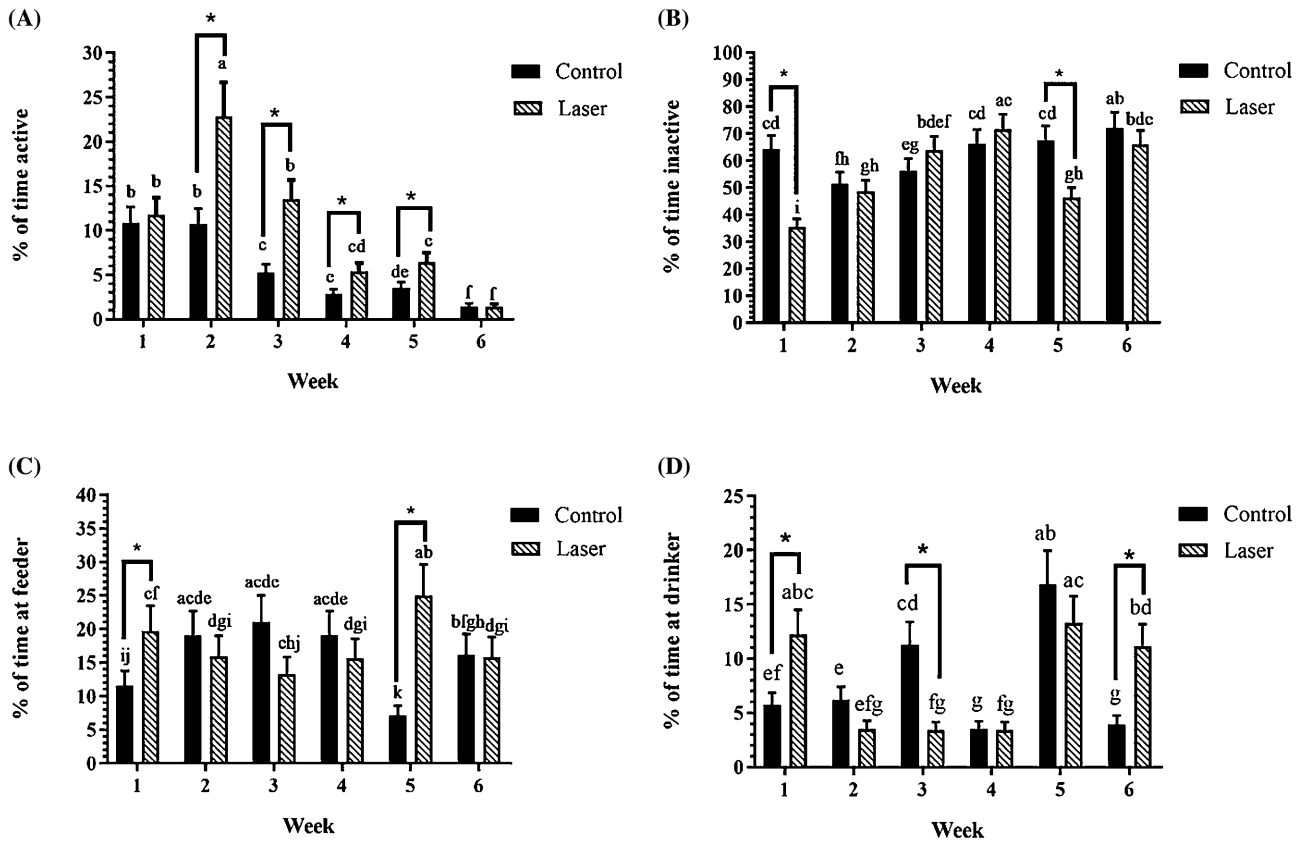 (A)
% of time active
30
25
20
15
10
5
0
Control
Laser
*
*
*
*
b b b a c b c cd de c f f
1 2 3 4 5 6
Week
(B)
% of time inactive
100
90
80
70
60
50
40
30
20
10
0
Control
Laser
*
*
cd i fh gh eg bdef cd ac cd gh ab bdc
1 2 3 4 5 6
Week
(C)
% of time at feeder
40
35
30
25
20
15
10
5
0
Control
Laser
*
*
ij cf acde dgi acdc chj acde dgi k ab bfgh dgi
1 2 3 4 5 6
Week
(D)
% of time at drinker
25
20
15
10
5
0
Control
Laser
*
*
*
ef abc e efg cd fg g fg ab ac g bd
1 2 3 4 5 6
Week